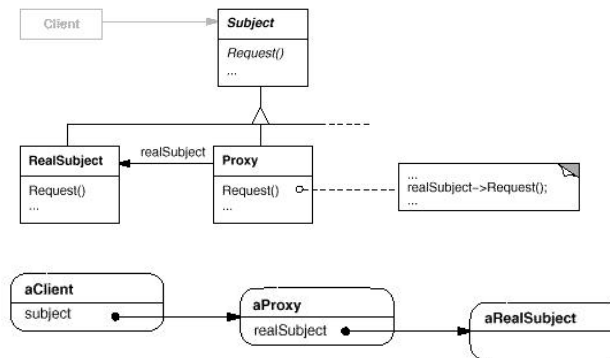 Client
Subject
Request()
...
RealSubject
Request()
...
realSubject
Proxy
Request()
...
...
realSubject->Request();
...
aClient
subject
aProxy
realSubject
aRealSubject